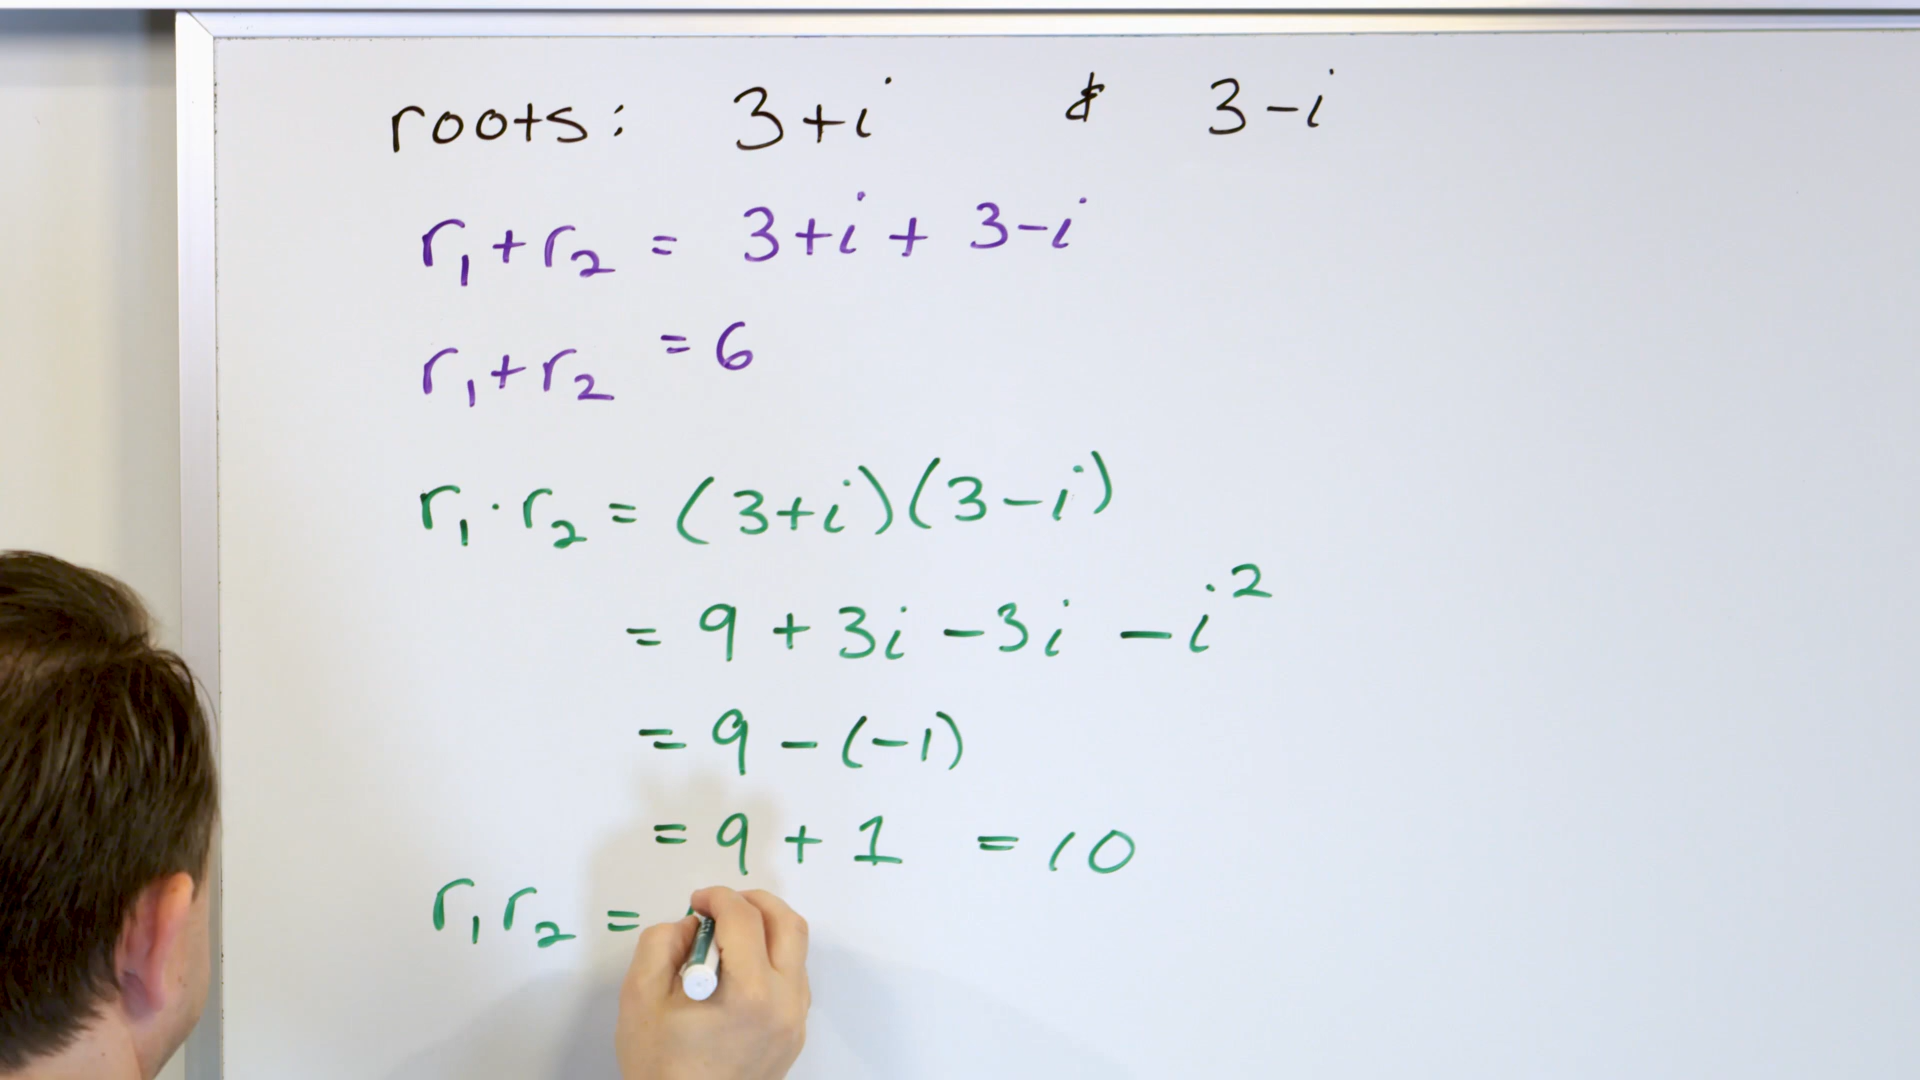 roots: 3+i & 3-i
r₁+r₂ = 3+i + 3-i
r₁+r₂ = 6
r₁·r₂ = (3+i)(3-i)
= 9 + 3i -3i - i²
= 9 - (-1)
= 9 + 1 = 10
r₁r₂ =